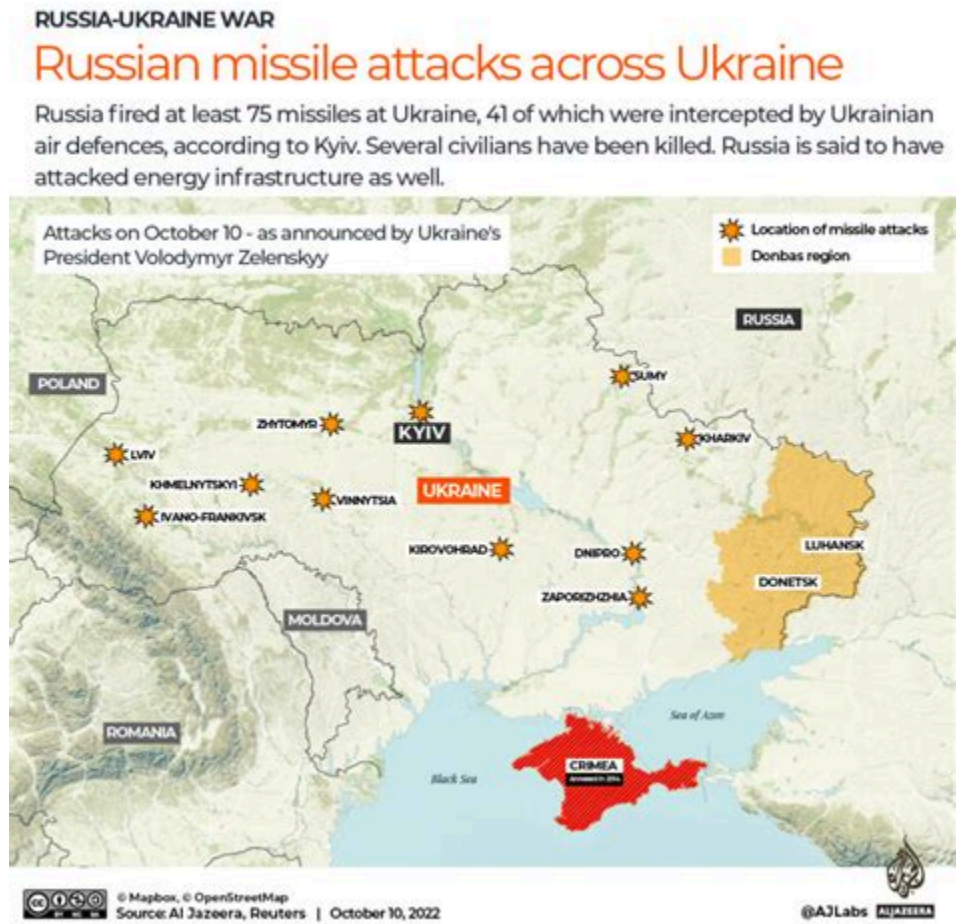 RUSSIA-UKRAINE WAR
Russian missile attacks across Ukraine
Russia fired at least 75 missiles at Ukraine, 41 of which were intercepted by Ukrainian
air defences, according to Kyiv. Several civilians have been killed. Russia is said to have
attacked energy infrastructure as well.
Attacks on October 10 - as announced by Ukraine's
President Volodymyr Zelenskyy
Location of missile attacks
Donbas region
RUSSIA
POLAND
SUMY
ZHYTOMYR
KYIV
KHARKIV
LVIV
KHMELNYTSKYI
VINNYTSIA
UKRAINE
IVANO-FRANKIVSK
KIROVOHRAD
DNIPRO
LUHANSK
DONETSK
ZAPORIZHZHIA
MOLDOVA
ROMANIA
Sea of Azov
Black Sea
CRIMEA
Annexed in 2014
© Mapbox, © OpenStreetMap
Source: Al Jazeera, Reuters | October 10, 2022
@AJLabs ALJAZEERA